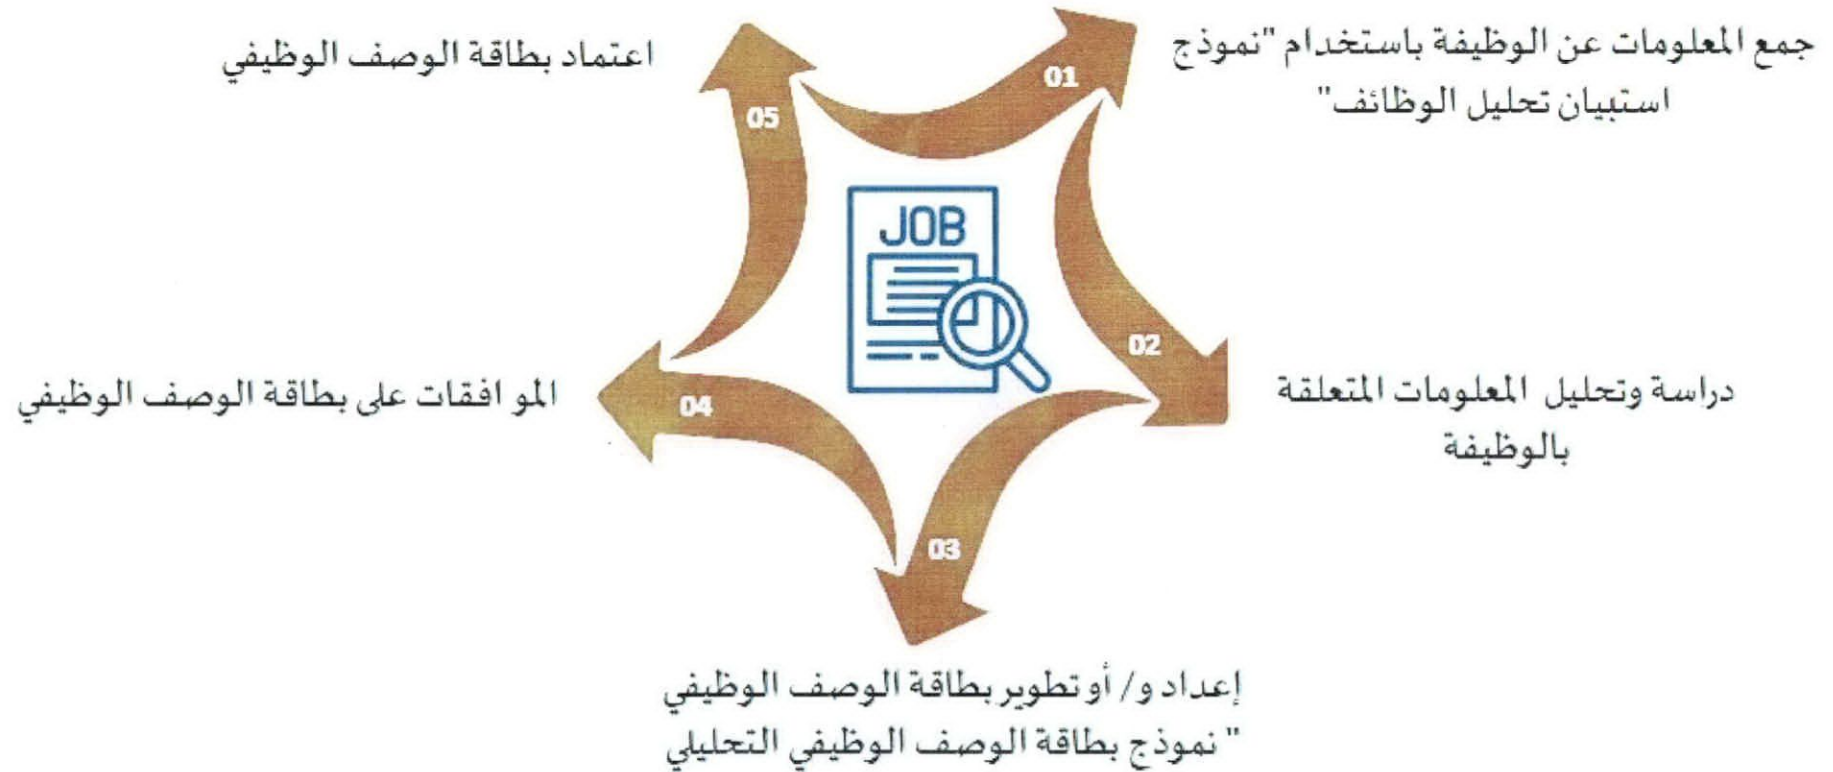 01
جمع المعلومات عن الوظيفة باستخدام "نموذج
استبيان تحليل الوظائف"
02
دراسة وتحليل المعلومات المتعلقة
بالوظيفة
03
إعداد و/ أو تطوير بطاقة الوصف الوظيفي
" نموذج بطاقة الوصف الوظيفي التحليلي
04
الموافقات على بطاقة الوصف الوظيفي
05
اعتماد بطاقة الوصف الوظيفي
JOB